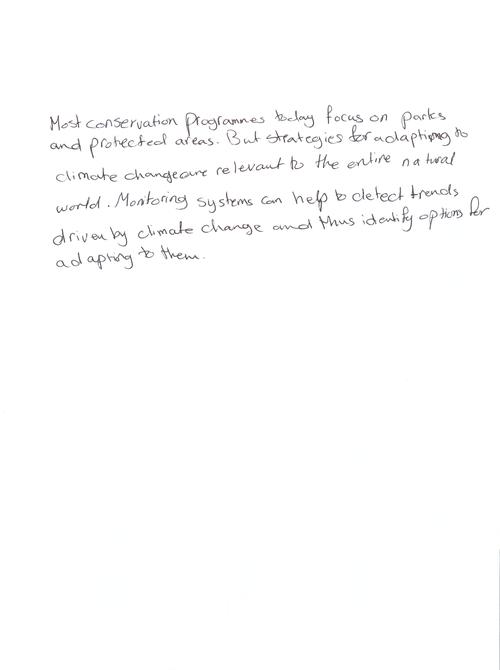 Most conservation programmes today focus on parks
and protected areas. But strategies for adapting to
climate change are relevant to the entire natural
world. Monitoring systems can help to detect trends
driven by climate change and thus identify options for
adapting to them.